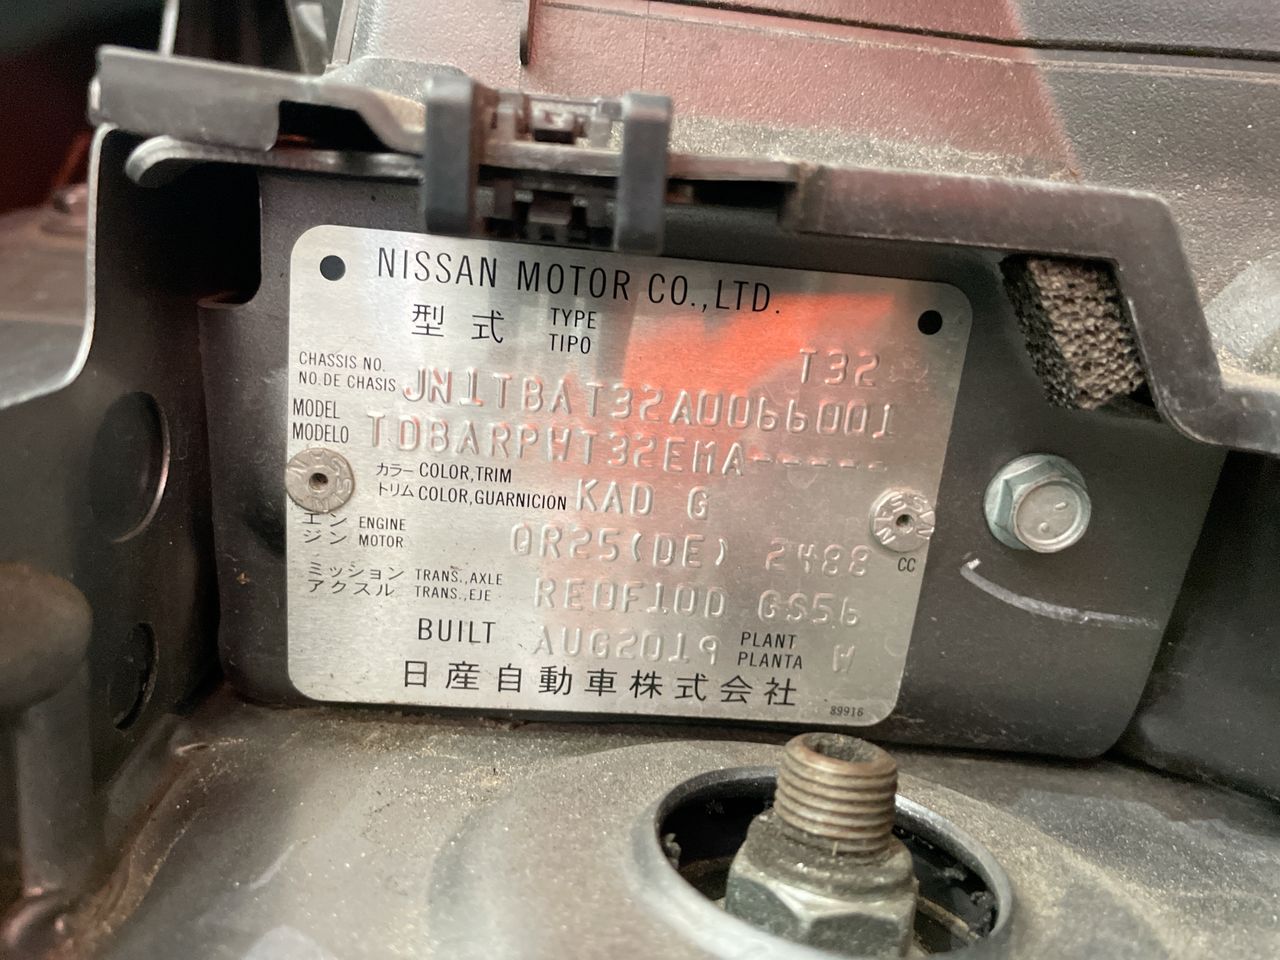 NISSAN MOTOR CO.,LTD.
型式 TYPE TIPO T32
CHASSIS NO.
NO.DE CHASIS JN1TBAT32A0066001
MODEL
MODELO TDBARPWT32EMA-----
カラー COLOR,TRIM
トリム COLOR,GUARNICION KAD G
エン ENGINE
ジン MOTOR QR25(DE) 2488 CC
ミッション TRANS.,AXLE
アクスル TRANS.,EJE RE0F10D GS56
BUILT AUG2019 PLANT PLANTA W
日産自動車株式会社
89916